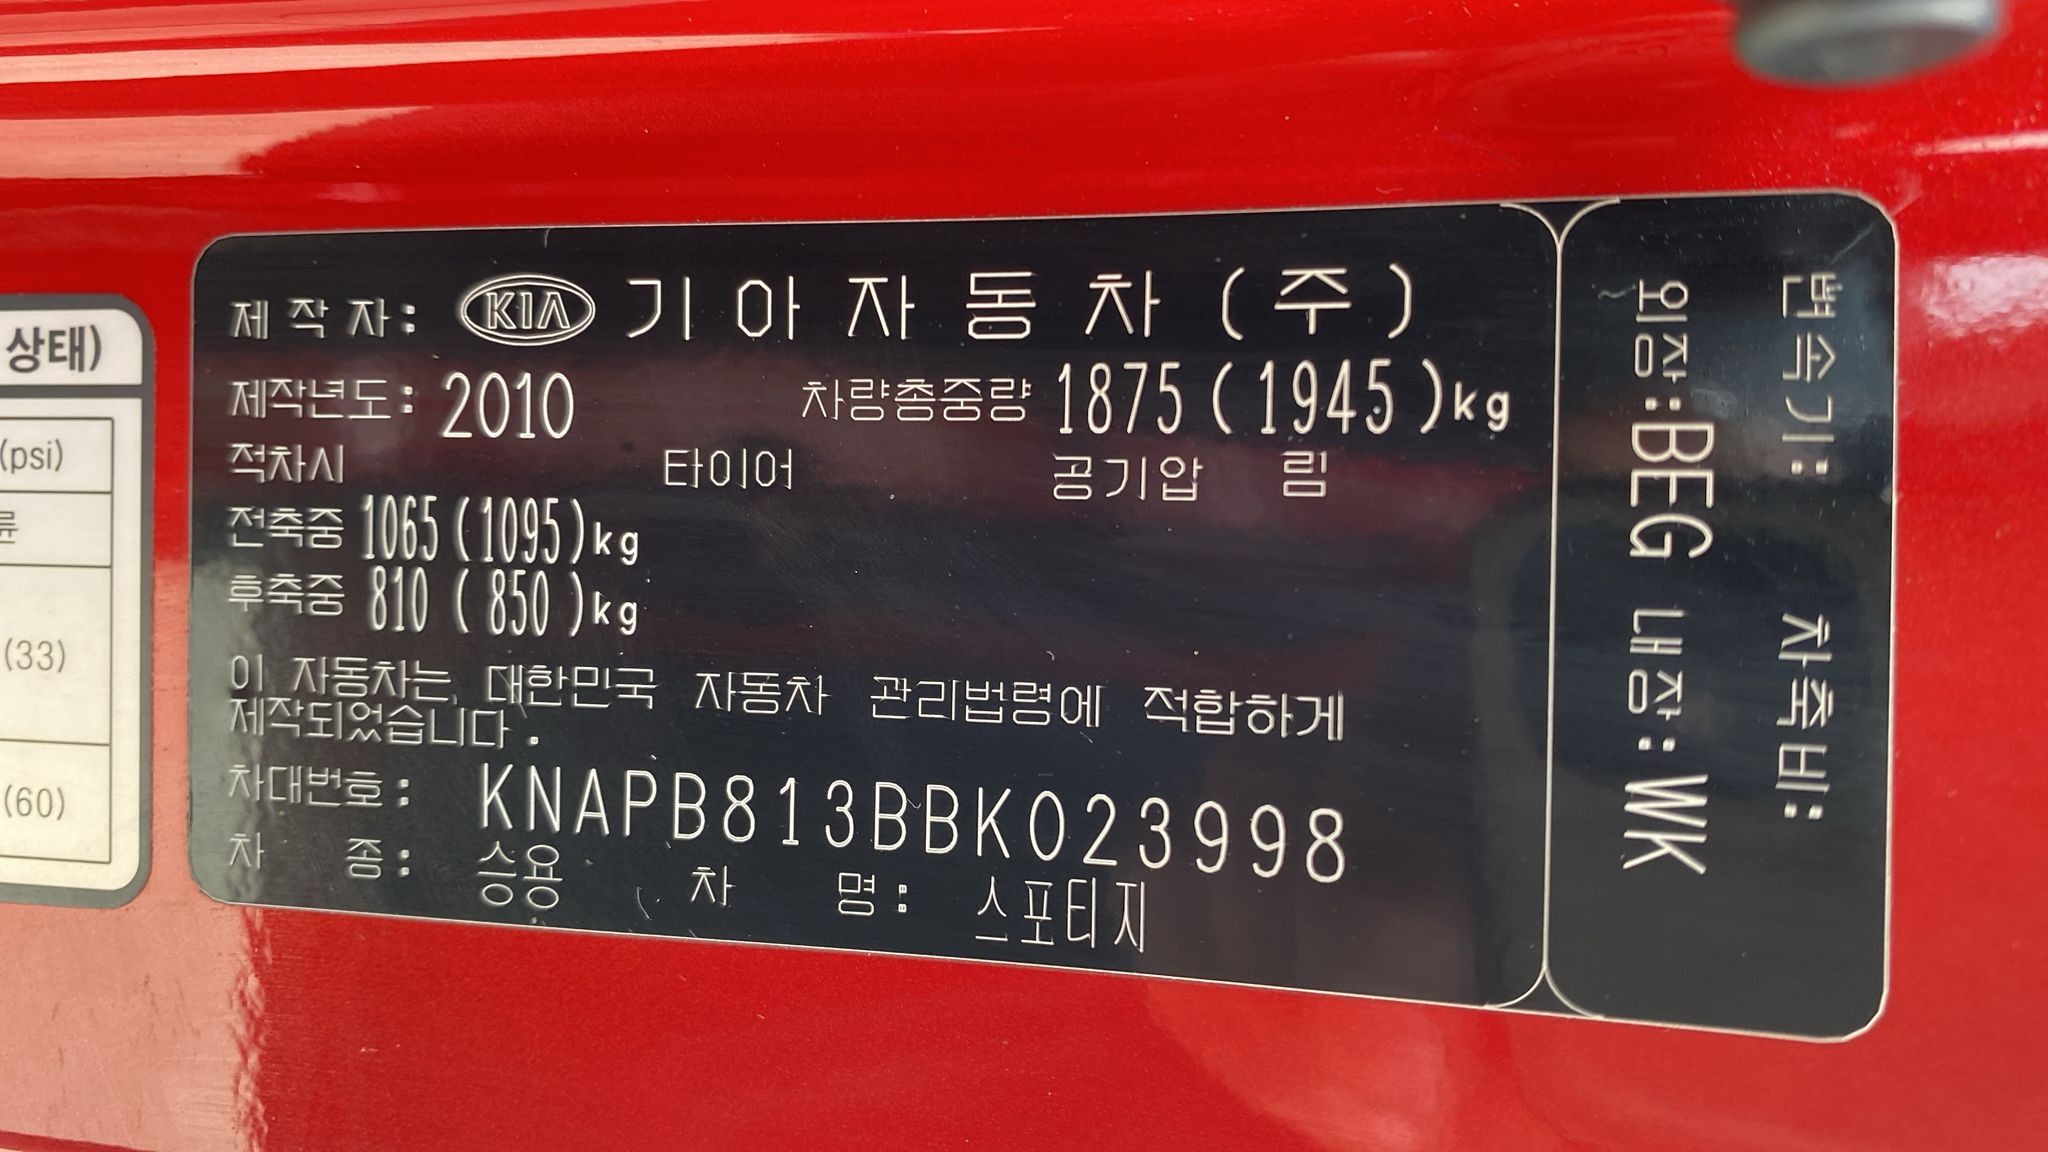 상태)
(psi)
(33)
(60)
제작자: KIA 기아자동차(주)
제작년도: 2010 차량총중량 1875(1945)kg
적차시 타이어 공기압 림
전축중 1065(1095)kg
후축중 810(850)kg
이 자동차는, 대한민국 자동차 관리법령에 적합하게
제작되었습니다.
차대번호: KNAPB813BBK023998
차 종: 승용 차 명: 스포티지
변속기: 차축비:
외장:BEG 내장:WK